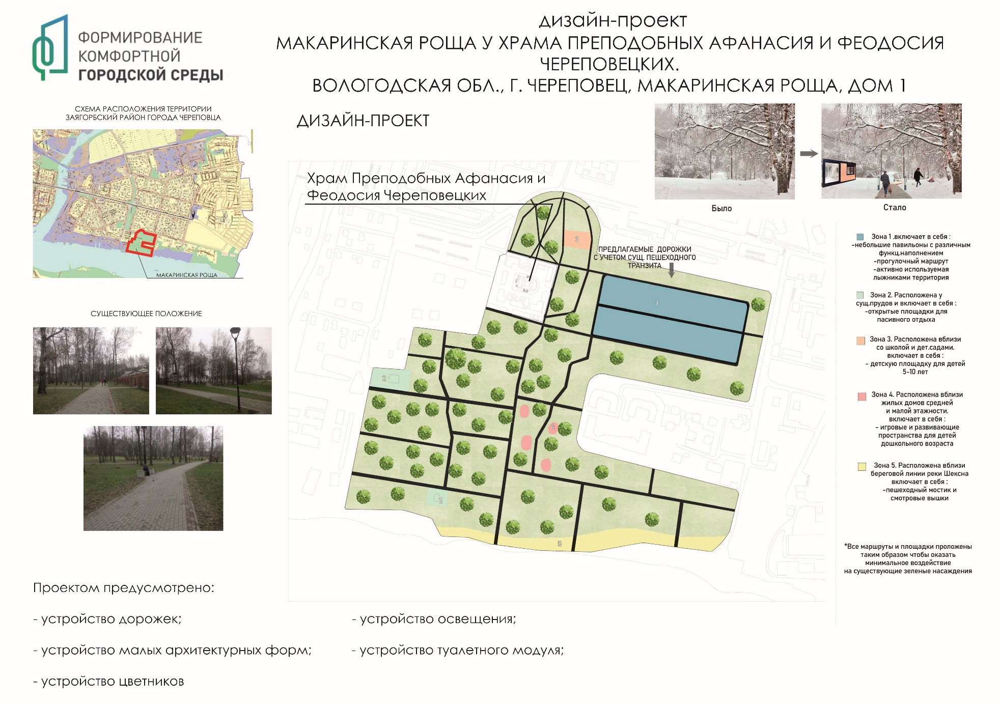 ФОРМИРОВАНИЕ
КОМФОРТНОЙ
ГОРОДСКОЙ СРЕДЫ
дизайн-проект
МАКАРИНСКАЯ РОЩА У ХРАМА ПРЕПОДОБНЫХ АФАНАСИЯ И ФЕОДОСИЯ
ЧЕРЕПОВЕЦКИХ.
ВОЛОГОДСКАЯ ОБЛ., Г. ЧЕРЕПОВЕЦ, МАКАРИНСКАЯ РОЩА, ДОМ 1
СХЕМА РАСПОЛОЖЕНИЯ ТЕРРИТОРИИ
ЗАЯГОРБСКИЙ РАЙОН ГОРОДА ЧЕРЕПОВЦА
МАКАРИНСКАЯ РОЩА
СУЩЕСТВУЮЩЕЕ ПОЛОЖЕНИЕ
ДИЗАЙН-ПРОЕКТ
Храм Преподобных Афанасия и
Феодосия Череповецких
Было
Стало
3
ПРЕДЛАГАЕМЫЕ ДОРОЖКИ
С УЧЕТОМ СУЩ. ПЕШЕХОДНОГО
ТРАНЗИТА
1
2
4
2
5
Зона 1 .включает в себя :
-небольшие павильоны с различным
функц.наполнением
-прогулочный маршрут
-активно используемая
лыжниками территория
Зона 2. Расположена у
сущ.прудов и включает в себя :
-открытые площадки для
пасивного отдыха
Зона 3. Расположена вблизи
со школой и дет.садами.
включает в себя :
- детскую площадку для детей
5-10 лет
Зона 4. Расположена вблизи
жилых домов средней
и малой этажности.
включает в себя :
- игровые и развивающие
пространства для детей
дошкольного возраста
Зона 5. Расположена вблизи
береговой линии реки Шексна
включает в себя :
-пешеходный мостик и
смотровые вышки
*Все маршруты и площадки проложены
таким образом чтобы оказать
минимальное воздействие
на существующие зеленые насаждения
Проектом предусмотрено:
- устройство дорожек;
- устройство малых архитектурных форм;
- устройство цветников
- устройство освещения;
- устройство туалетного модуля;